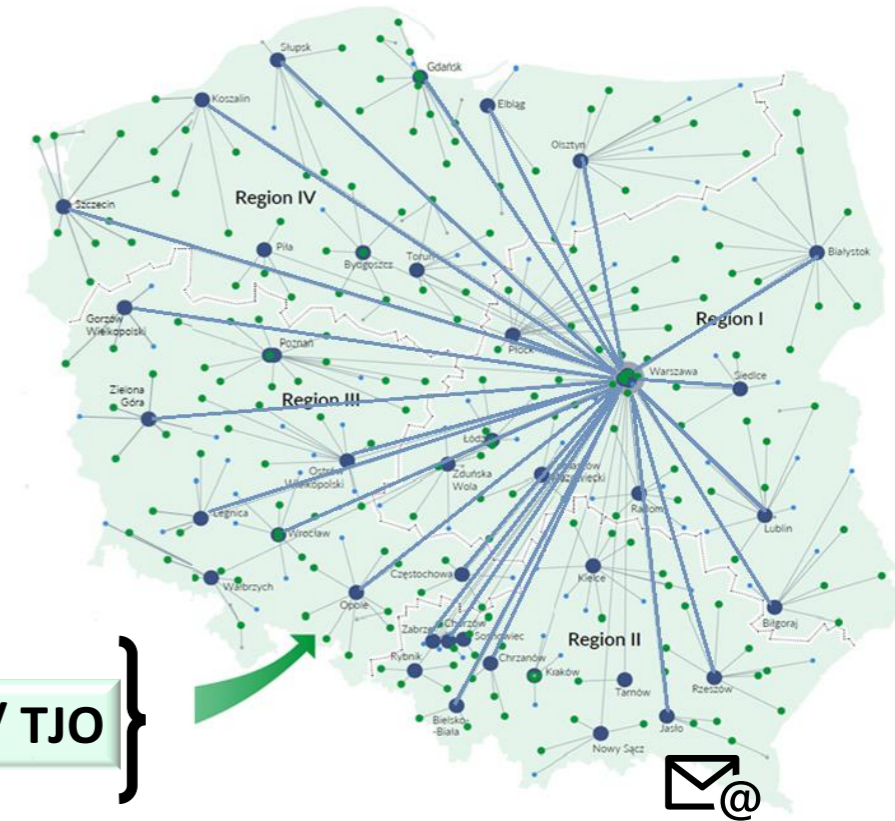 Słupsk
Gdańsk
Koszalin
Elbląg
Olsztyn
Region IV
Szczecin
Piła
Bydgoszcz
Toruń
Białystok
Gorzów
Wielkopolski
Płock
Region I
Poznań
Warszawa
Siedlce
Zielona
Góra
Region III
Łódź
Ostrów
Wielkopolski
Zduńska
Wola
Radom
Legnica
Lublin
Wrocław
Częstochowa
Kielce
Wałbrzych
Opole
Biłgoraj
Zabrze
Chorzów
Sosnowiec
Region II
Rybnik
Chrzanów
Kraków
Tarnów
Rzeszów
/ TJO
Bielsko-
-Biała
Jasło
Nowy Sącz
@